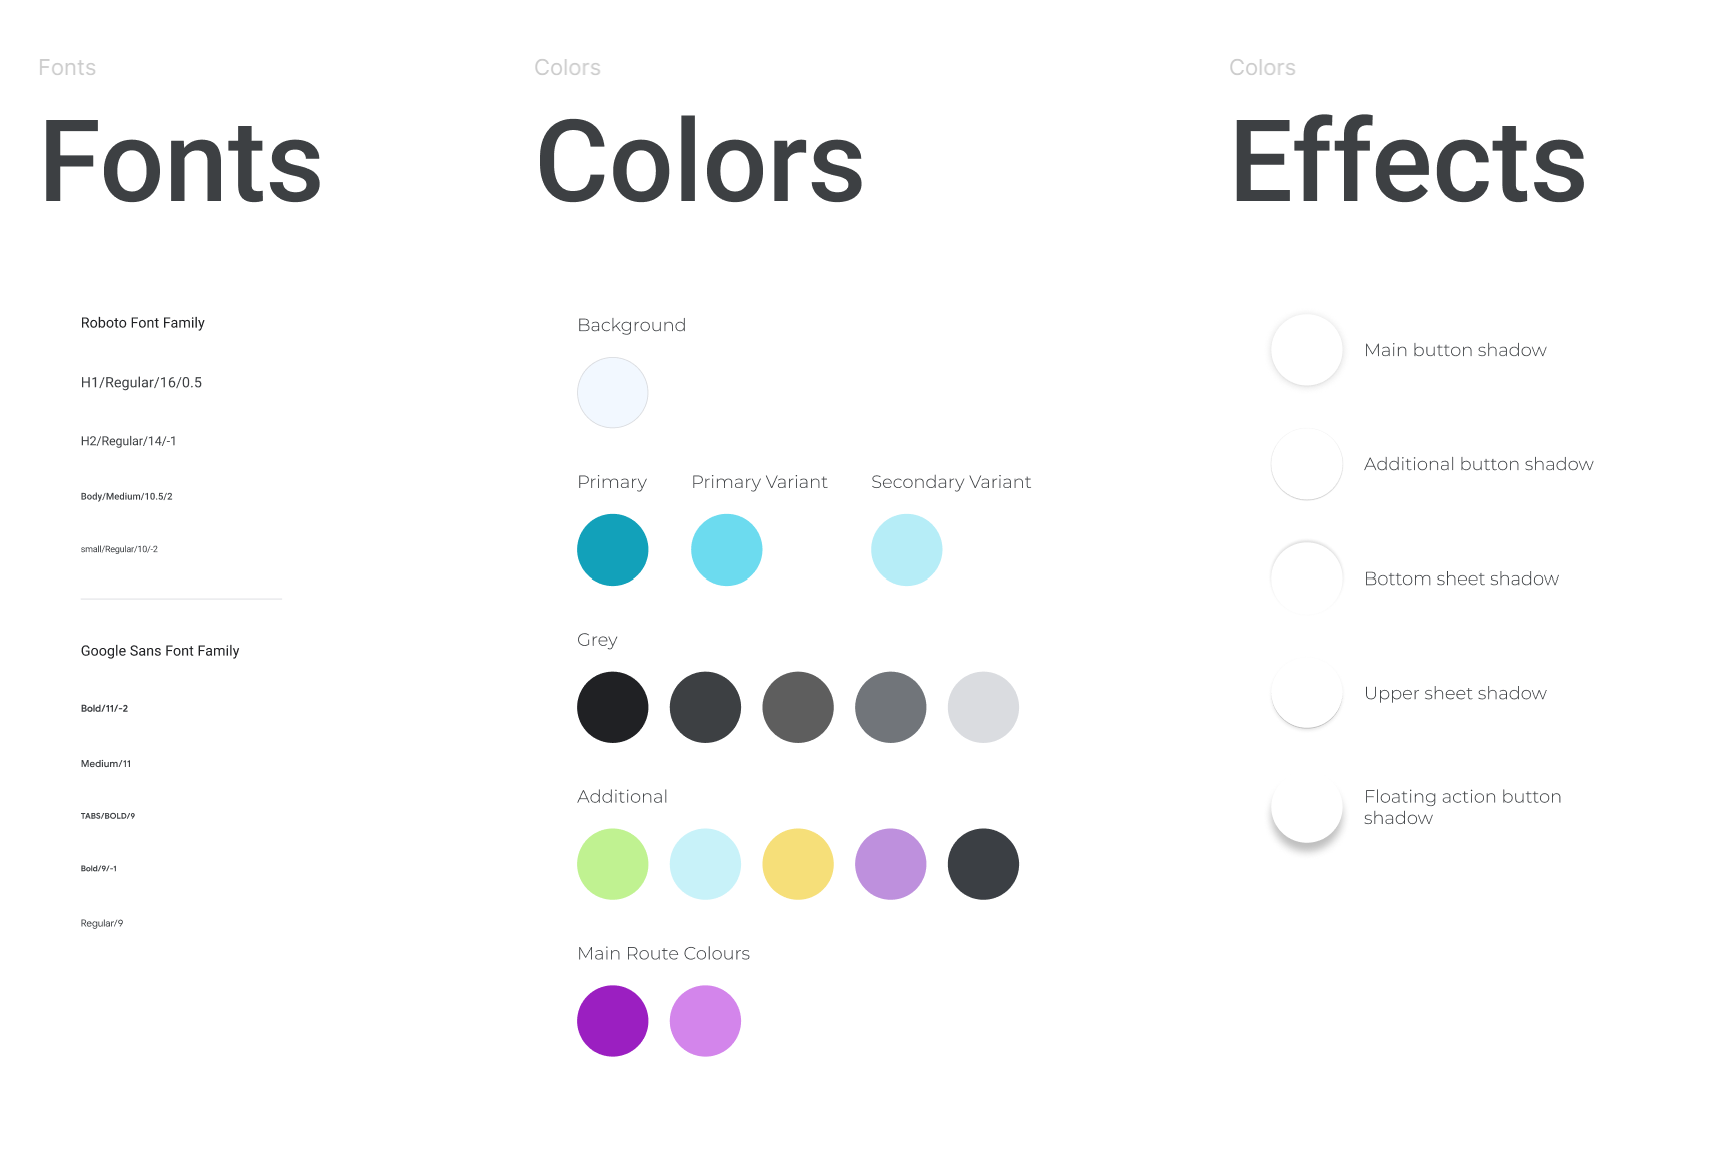 Fonts
Fonts
Roboto Font Family
H1/Regular/16/0.5
H2/Regular/14/-1
Body/Medium/10.5/2
small/Regular/10/-2
Google Sans Font Family
Bold/11/-2
Medium/11
TABS/BOLD/9
Bold/9/-1
Regular/9
Colors
Colors
Background
Primary
Primary Variant
Secondary Variant
Grey
Additional
Main Route Colours
Colors
Effects
Main button shadow
Additional button shadow
Bottom sheet shadow
Upper sheet shadow
Floating action button
shadow